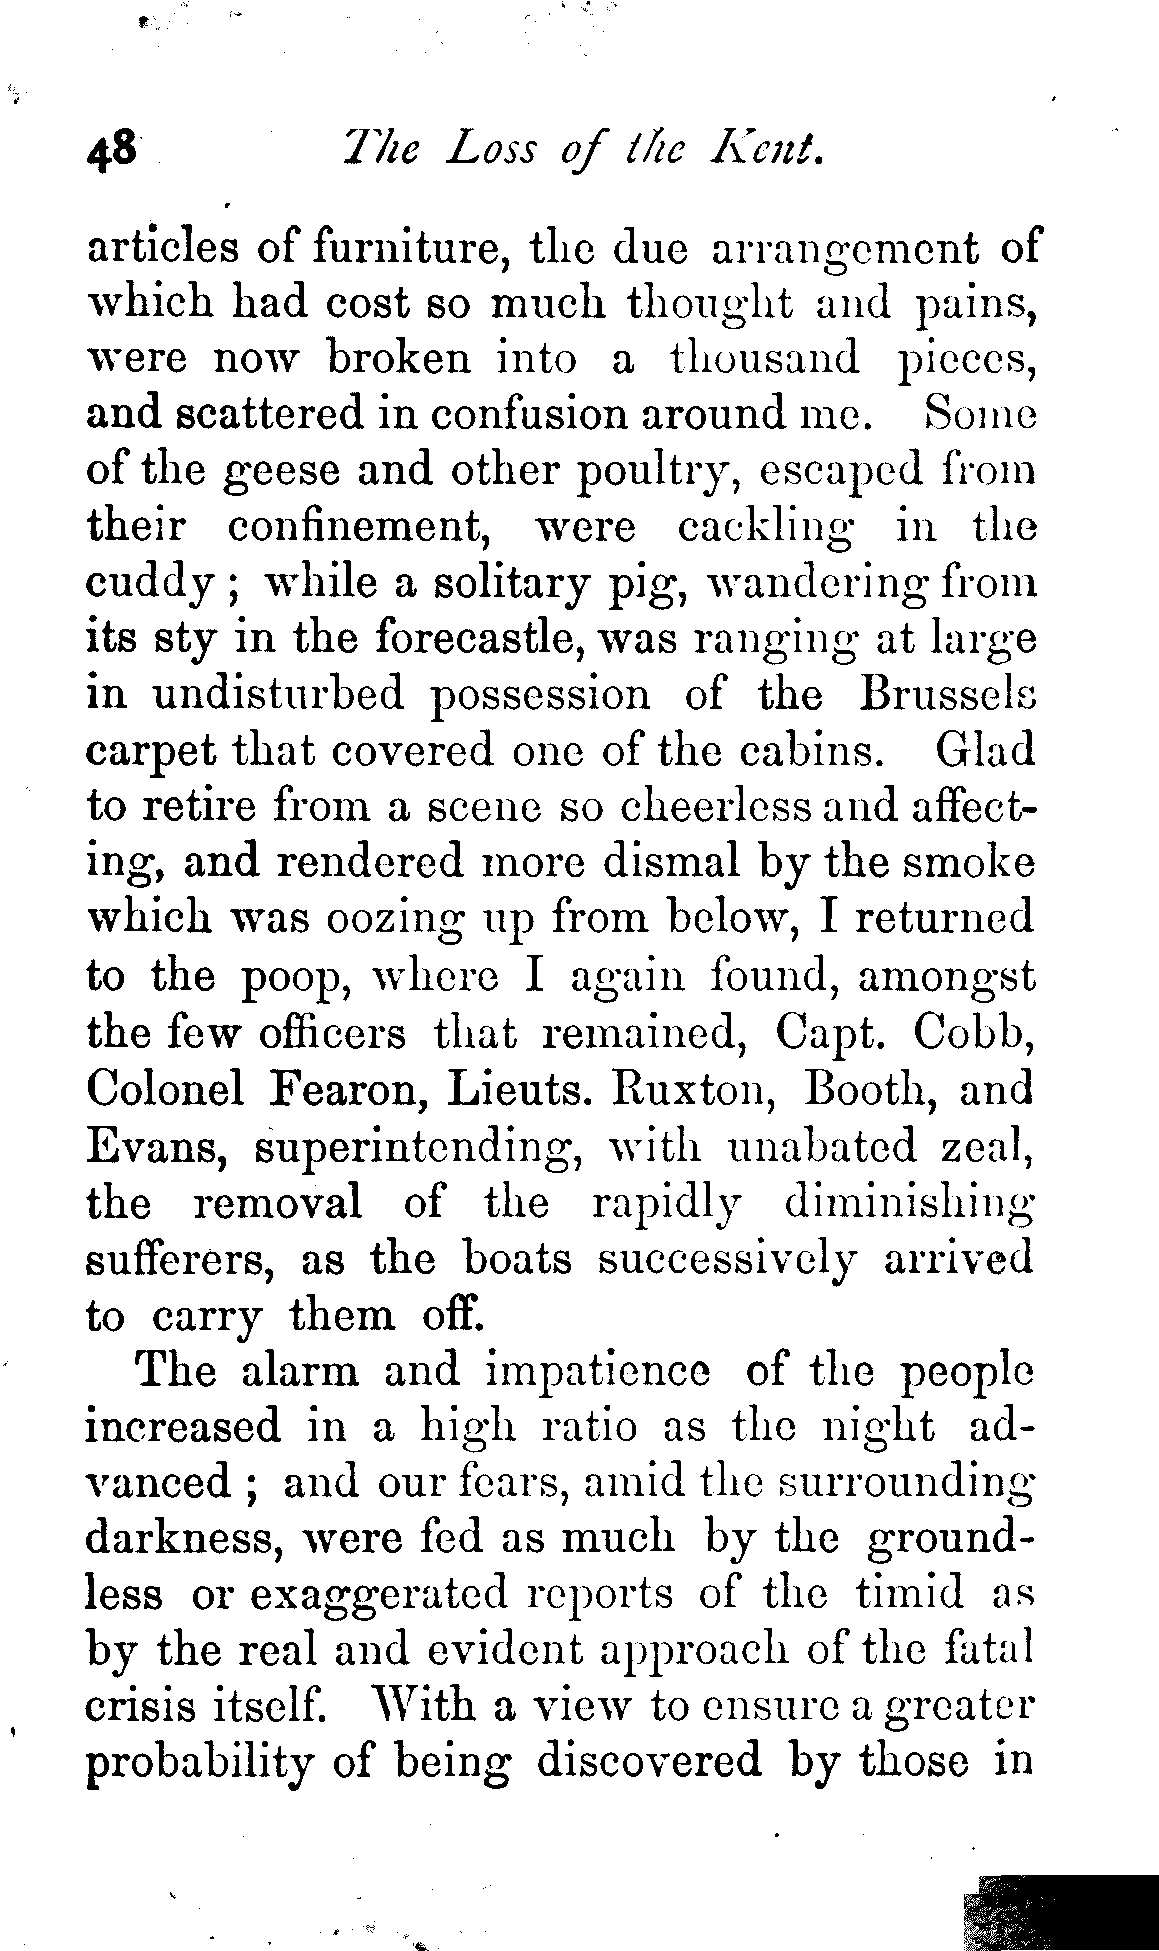 48 The Loss of the Kent.
articles of furniture, the due arrangement of
which had cost so much thought and pains,
were now broken into a thousand pieces,
and scattered in confusion around me. Some
of the geese and other poultry, escaped from
their confinement, were cackling in the
cuddy ; while a solitary pig, wandering from
its sty in the forecastle, was ranging at large
in undisturbed possession of the Brussels
carpet that covered one of the cabins. Glad
to retire from a scene so cheerless and affect-
ing, and rendered more dismal by the smoke
which was oozing up from below, I returned
to the poop, where I again found, amongst
the few officers that remained, Capt. Cobb,
Colonel Fearon, Lieuts. Ruxton, Booth, and
Evans, superintending, with unabated zeal,
the removal of the rapidly diminishing
sufferers, as the boats successively arrived
to carry them off.
The alarm and impatience of the people
increased in a high ratio as the night ad-
vanced ; and our fears, amid the surrounding
darkness, were fed as much by the ground-
less or exaggerated reports of the timid as
by the real and evident approach of the fatal
crisis itself. With a view to ensure a greater
probability of being discovered by those in